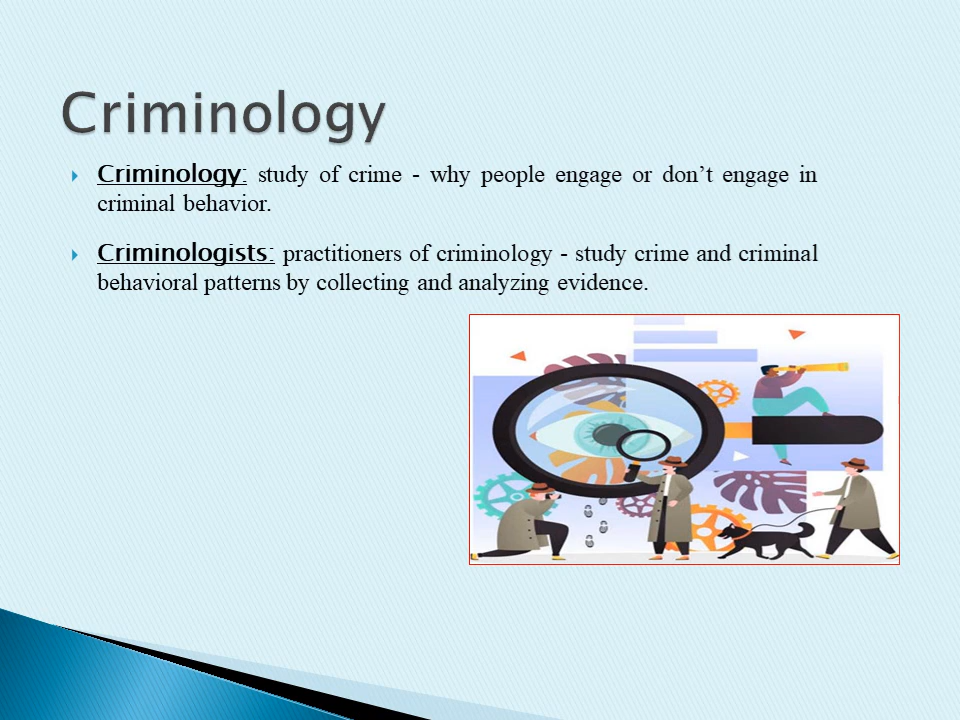 Criminology
Criminology: study of crime - why people engage or don’t engage in
criminal behavior.
Criminologists: practitioners of criminology - study crime and criminal
behavioral patterns by collecting and analyzing evidence.